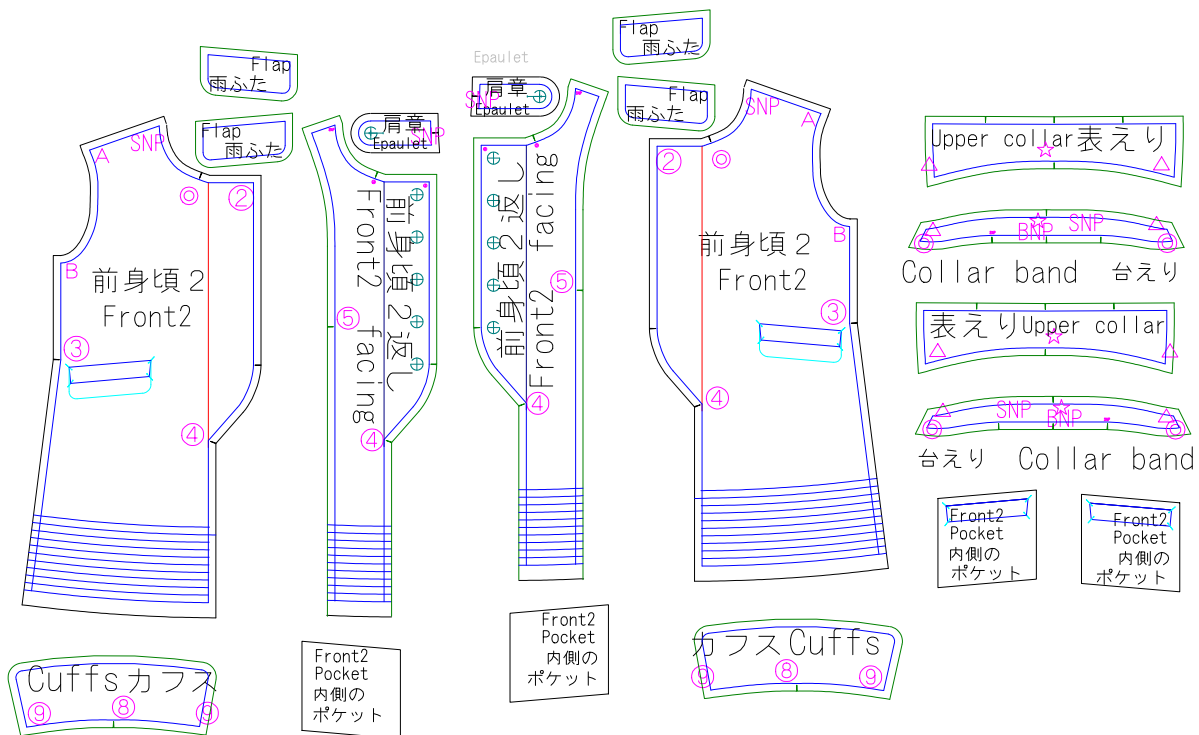 Flap
雨ふた
Flap
雨ふた
Epaulet
肩章
SNP
Epaulet
肩章
SNP
Epaulet
Flap
雨ふた
Flap
雨ふた
A
SNP
◎
②
B
前身頃2
Front2
③
④
前身頃2返し
Front2 facing
⑤
④
②
前身頃2返し
Front2 facing
⑤
④
SNP
A
◎
B
前身頃2
Front2
③
④
Upper collar表えり
BNP
SNP
Collar band 台えり
表えりUpper collar
SNP
BNP
台えり Collar band
Front2
Pocket
内側の
ポケット
Front2
Pocket
内側の
ポケット
Cuffsカフス
⑨
⑧
⑨
Front2
Pocket
内側の
ポケット
Front2
Pocket
内側の
ポケット
カフスCuffs
⑨
⑧
⑨